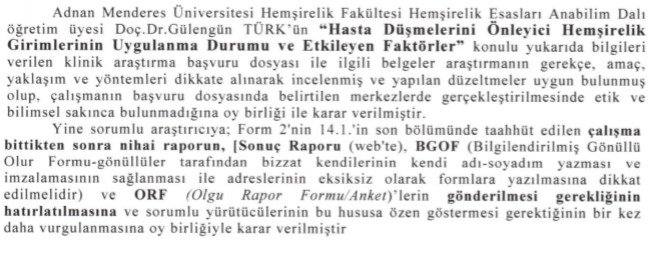 Adnan Menderes Üniversitesi Hemşirelik Fakültesi Hemşirelik Esasları Anabilim Dalı
öğretim üyesi Doç.Dr.Gülengün TÜRK'ün "Hasta Düşmelerini Önleyici Hemşirelik
Girimlerinin Uygulanma Durumu ve Etkileyen Faktörler" konulu yukarıda bilgileri
verilen klinik araştırma başvuru dosyası ile ilgili belgeler araştırmanın gerekçe, amaç,
yaklaşım ve yöntemleri dikkate alınarak incelenmiş ve yapılan düzeltmeler uygun bulunmuş
olup, çalışmanın başvuru dosyasında belirtilen merkezlerde gerçekleştirilmesinde etik ve
bilimsel sakınca bulunmadığına oy birliği ile karar verilmiştir.
Yine sorumlu araştırıcıya; Form 2'nin 14.1.'in son bölümünde taahhüt edilen çalışma
bittikten sonra nihai raporun, [Sonuç Raporu (web'te), BGOF (Bilgilendirilmiş Gönüllü
Olur Formu-gönüllüler tarafından bizzat kendilerinin kendi adı-soyadım yazması ve
imzalamasının sağlanması ile adreslerinin eksiksiz olarak formlara yazılmasına dikkat
edilmelidir) ve ORF (Olgu Rapor Formu/Anket)'lerin gönderilmesi gerekliğinin
hatırlatılmasına ve sorumlu yürütücülerinin bu hususa özen göstermesi gerektiğinin bir kez
daha vurgulanmasına oy birliğiyle karar verilmiştir